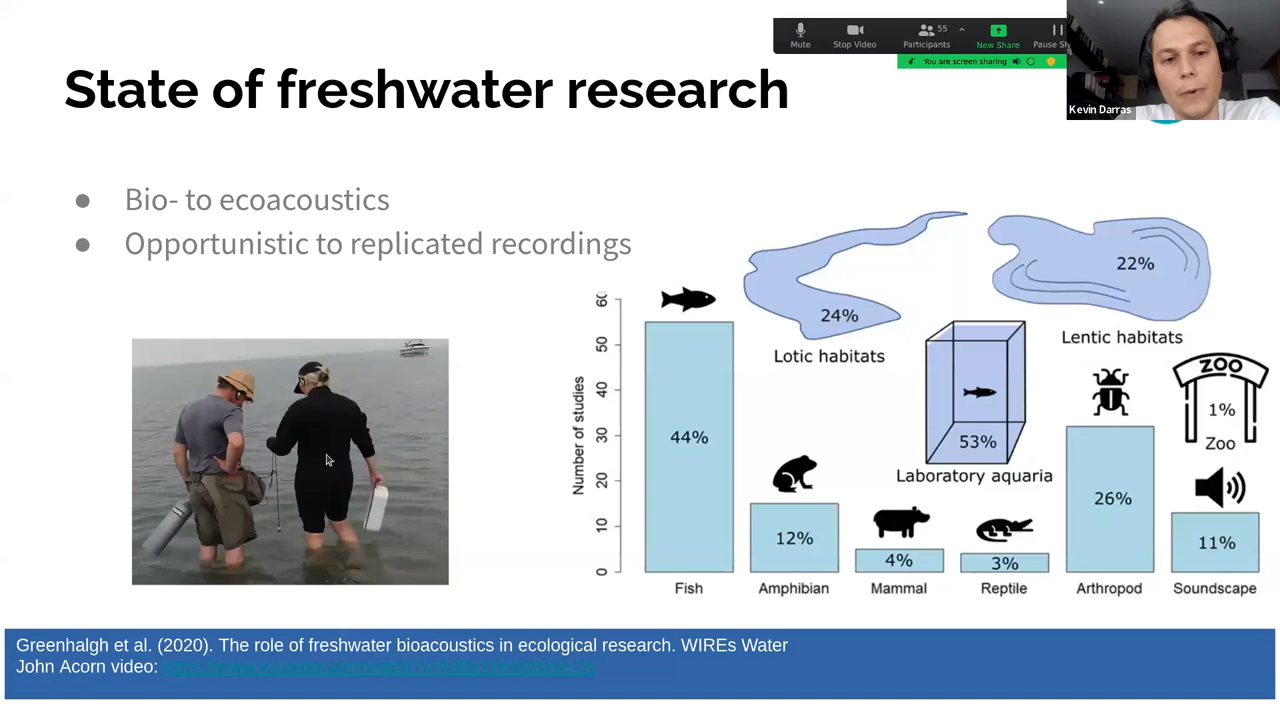 Mute
Stop Video
Participants
55
New Share
You are screen sharing
Kevin Darras
State of freshwater research
● Bio- to ecoacoustics
● Opportunistic to replicated recordings
24%
Lotic habitats
22%
Lentic habitats
53%
Laboratory aquaria
ZOO
1%
Zoo
Number of studies
60
50
40
30
20
10
0
44%
12%
4%
3%
26%
11%
Fish
Amphibian
Mammal
Reptile
Arthropod
Soundscape
Greenhalgh et al. (2020). The role of freshwater bioacoustics in ecological research. WIREs Water
John Acorn video: